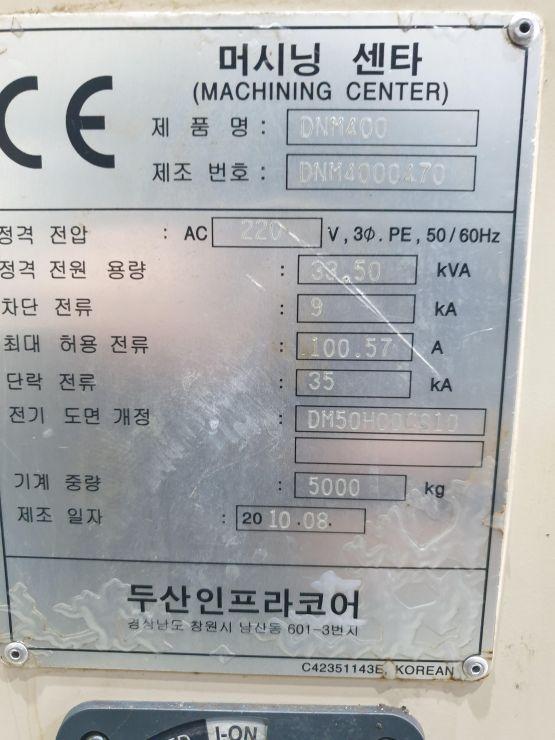 CE
머시닝 센타
(MACHINING CENTER)
제 품 명 : DNM400
제조 번호 : DNM4000470
정격 전압 : AC 220 V, 3Φ. PE, 50/60Hz
정격 전원 용량 : 33.50 kVA
차단 전류 : 9 kA
최대 허용 전류 : 100.57 A
단락 전류 : 35 kA
전기 도면 개정 :
기계 중량 : 5000 kg
제조 일자 : 20 10.08.
두산인프라코어
경상남도 창원시 남산동 601-3번지
C42351143E KOREAN
I-ON